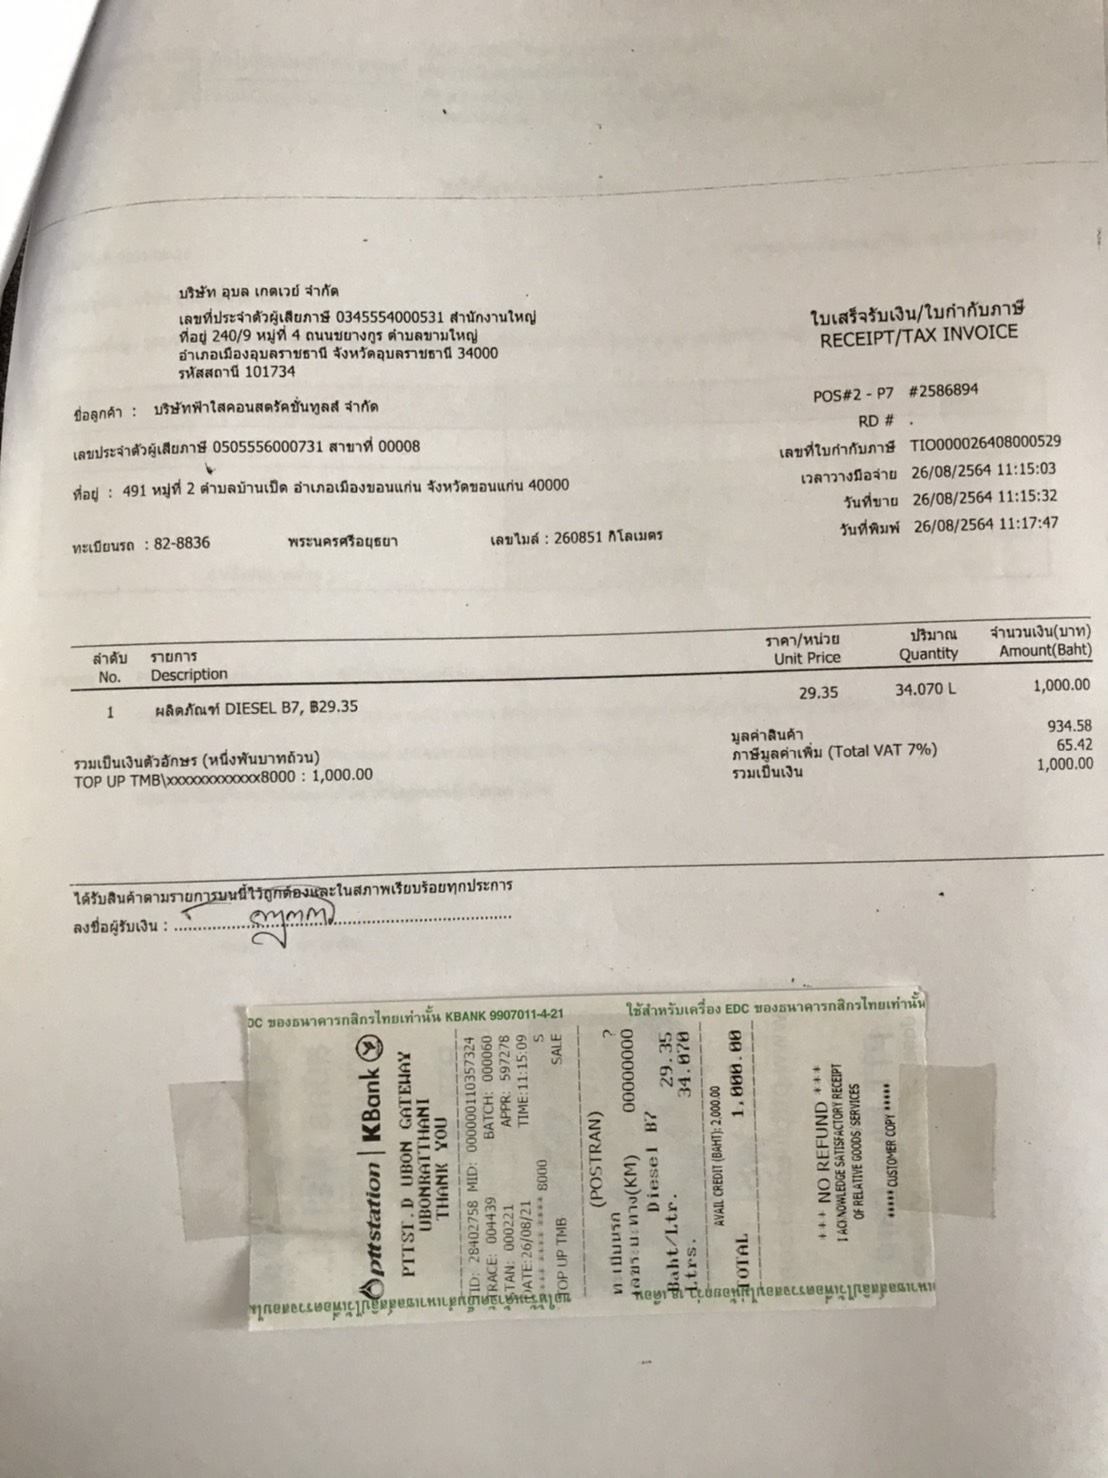 บริษัท อุบล เกตเวย์ จำกัด
เลขที่ประจำตัวผู้เสียภาษี 0345554000531 สำนักงานใหญ่
ที่อยู่ 240/9 หมู่ที่ 4 ถนนชยางกูร ตำบลขามใหญ่
อำเภอเมืองอุบลราชธานี จังหวัดอุบลราชธานี 34000
รหัสสถานี 101734
ใบเสร็จรับเงิน/ใบกำกับภาษี
RECEIPT/TAX INVOICE
ชื่อลูกค้า : บริษัทฟ้าใสคอนสตรัคชั่นทูลส์ จำกัด
เลขประจำตัวผู้เสียภาษี 0505556000731 สาขาที่ 00008
ที่อยู่ : 491 หมู่ที่ 2 ตำบลบ้านเป็ด อำเภอเมืองขอนแก่น จังหวัดขอนแก่น 40000
ทะเบียนรถ : 82-8836 พระนครศรีอยุธยา เลขไมล์ : 260851 กิโลเมตร
POS#2 - P7 #2586894
RD # .
เลขที่ใบกำกับภาษี TIO000026408000529
เวลาวางมือจ่าย 26/08/2564 11:15:03
วันที่ขาย 26/08/2564 11:15:32
วันที่พิมพ์ 26/08/2564 11:17:47
ลำดับ รายการ ราคา/หน่วย ปริมาณ จำนวนเงิน(บาท)
No. Description Unit Price Quantity Amount(Baht)
1 ผลิตภัณฑ์ DIESEL B7, ฿29.35 29.35 34.070 L 1,000.00
มูลค่าสินค้า 934.58
รวมเป็นเงินตัวอักษร (หนึ่งพันบาทถ้วน) ภาษีมูลค่าเพิ่ม (Total VAT 7%) 65.42
TOP UP TMB\xxxxxxxxxxxx8000 : 1,000.00 รวมเป็นเงิน 1,000.00
ได้รับสินค้าตามรายการบนนี้ไว้ถูกต้องและในสภาพเรียบร้อยทุกประการ
ลงชื่อผู้รับเงิน :
ของธนาคารกสิกรไทยเท่านั้น KBANK 9907011-4-21 ใช้สำหรับเครื่อง EDC ของธนาคารกสิกรไทยเท่านั้น
pttstation | KBank
PTTST.D UBON GATEWAY
UBONRATTHANI
THANK YOU
TID: 28402758 MID: 000000110357324
TRACE: 004439 BATCH: 000060
STAN: 000221 APPR: 597278
DATE:26/08/21 TIME:11:15:09
**** **** **** 8000 S
TOP UP TMB SALE
(POSTRAN)
ทะเบียนรถ ?
เลขระยะทาง(KM) 00000000
Diesel B7
Baht/Ltr. 29.35
Ltrs. 34.070
AVAIL CREDIT (BAHT): 2,000.00
TOTAL 1,000.00
*** NO REFUND ***
I ACKNOWLEDGE SATISFACTORY RECEIPT
OF RELATIVE GOODS/SERVICES
***** CUSTOMER COPY *****